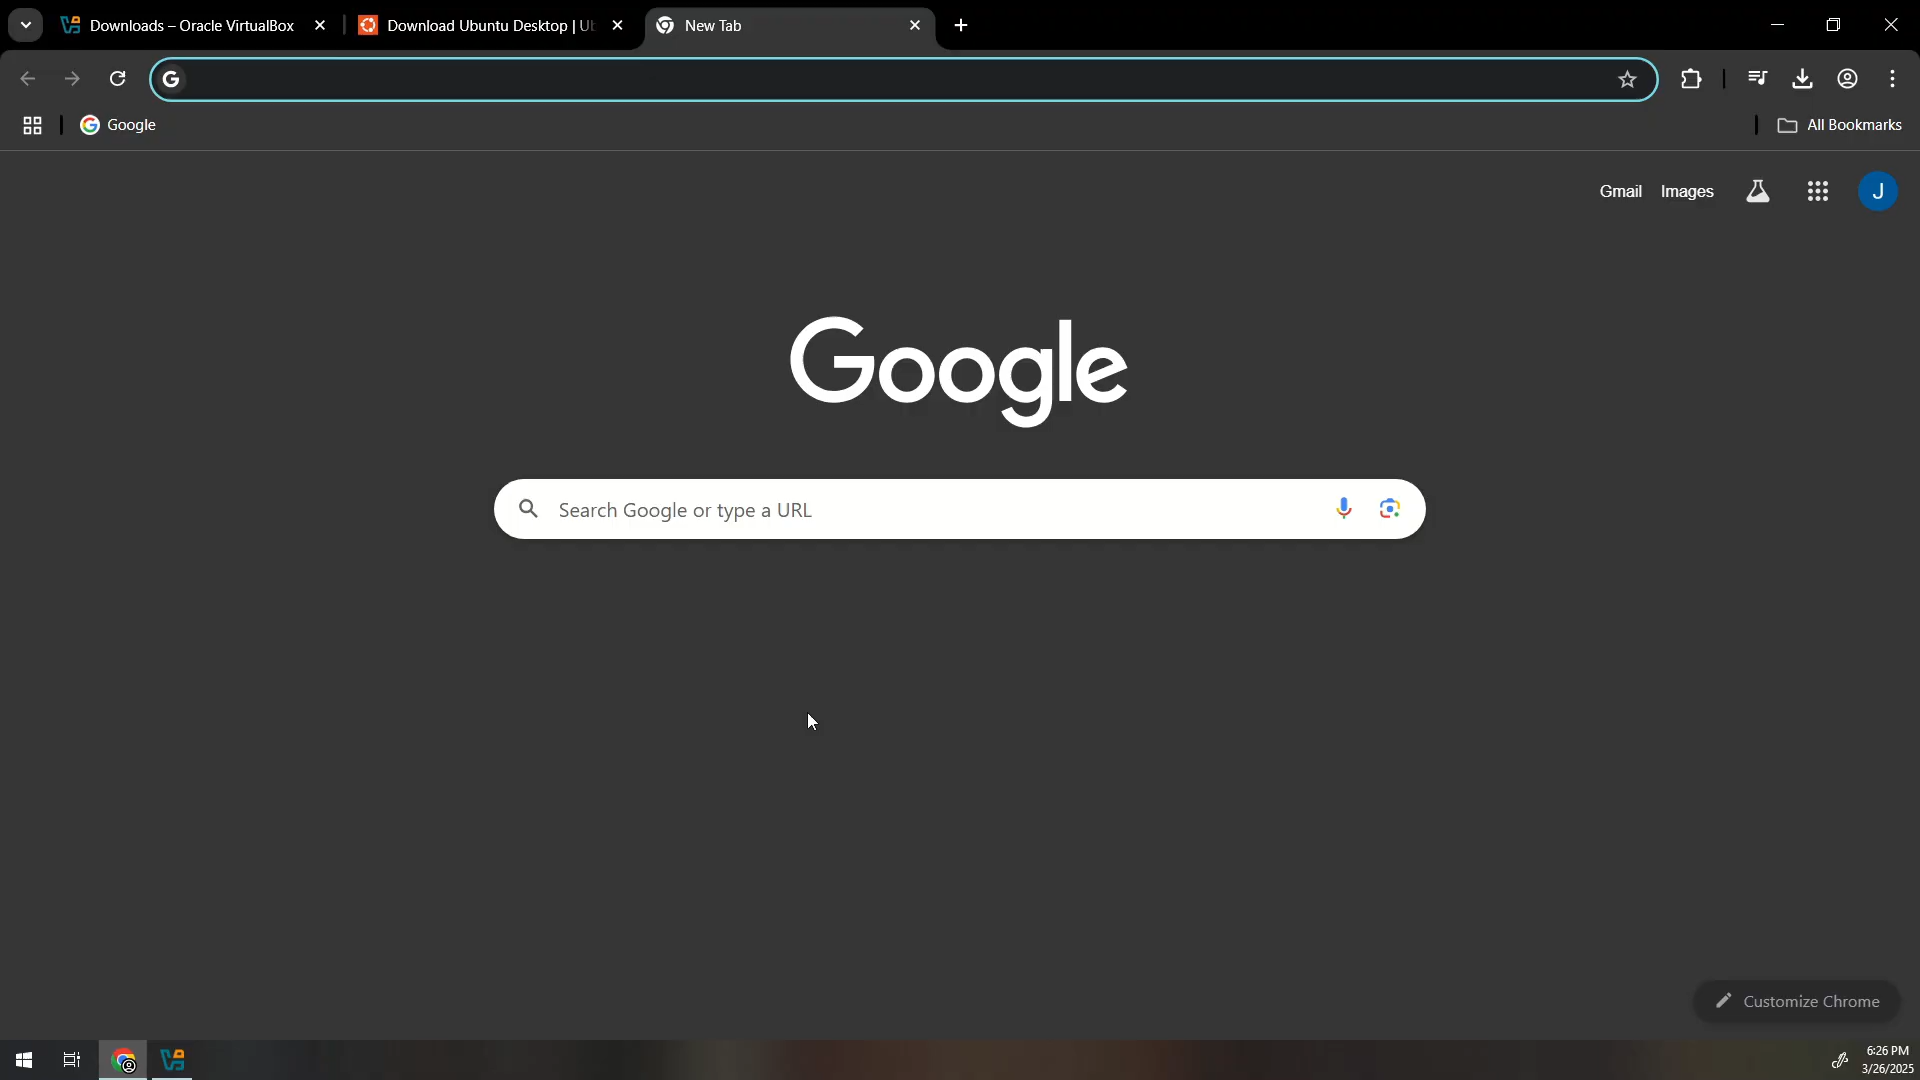 Downloads – Oracle VirtualBox
Download Ubuntu Desktop | Ub
New Tab
Google
All Bookmarks
Gmail
Images
J
Google
Search Google or type a URL
Customize Chrome
6:26 PM
3/26/2025